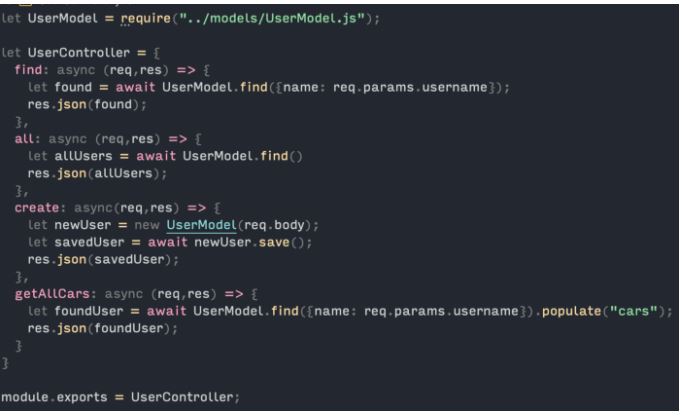 let UserModel = require("../models/UserModel.js");
let UserController = {
find: async (req,res) => {
let found = await UserModel.find({name: req.params.username});
res.json(found);
},
all: async (req,res) => {
let allUsers = await UserModel.find()
res.json(allUsers);
},
create: async(req,res) => {
let newUser = new UserModel(req.body);
let savedUser = await newUser.save();
res.json(savedUser);
},
getAllCars: async (req,res) => {
let foundUser = await UserModel.find({name: req.params.username}).populate("cars");
res.json(foundUser);
}
}
module.exports = UserController;